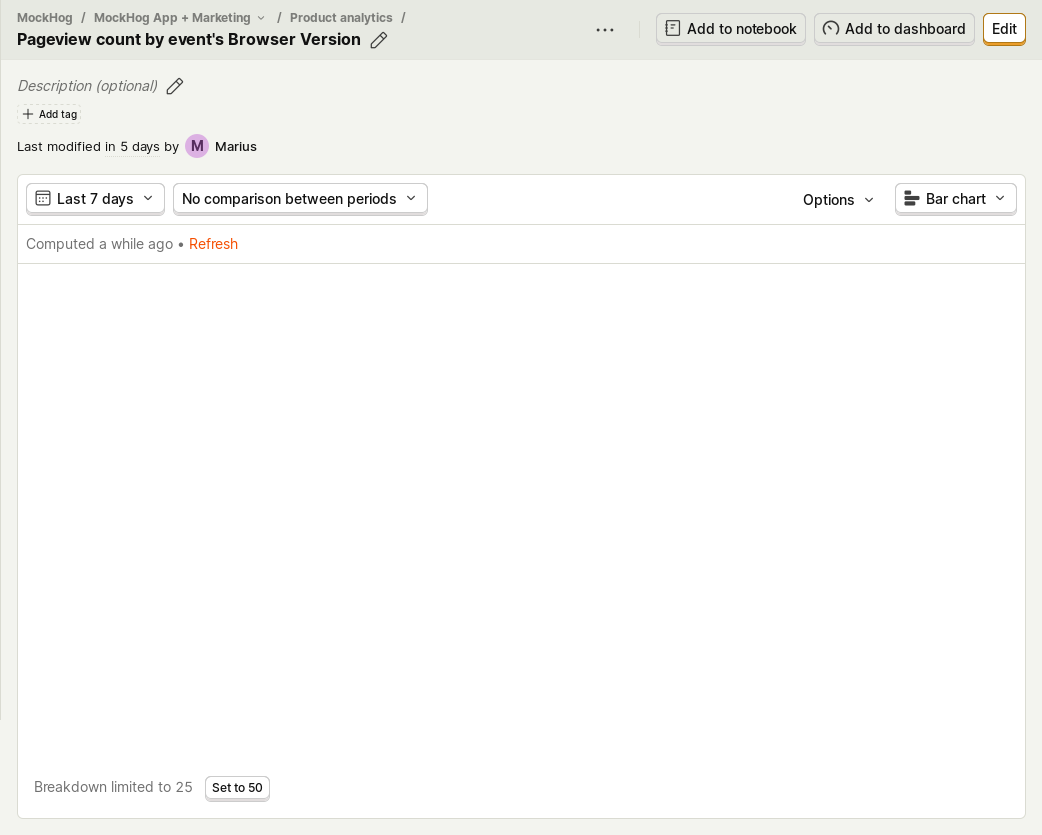 MockHog / MockHog App + Marketing / Product analytics /
Pageview count by event's Browser Version
Add to notebook
Add to dashboard
Edit
Description (optional)
Add tag
Last modified in 5 days by M Marius
Last 7 days
No comparison between periods
Options
Bar chart
Computed a while ago • Refresh
Breakdown limited to 25 Set to 50